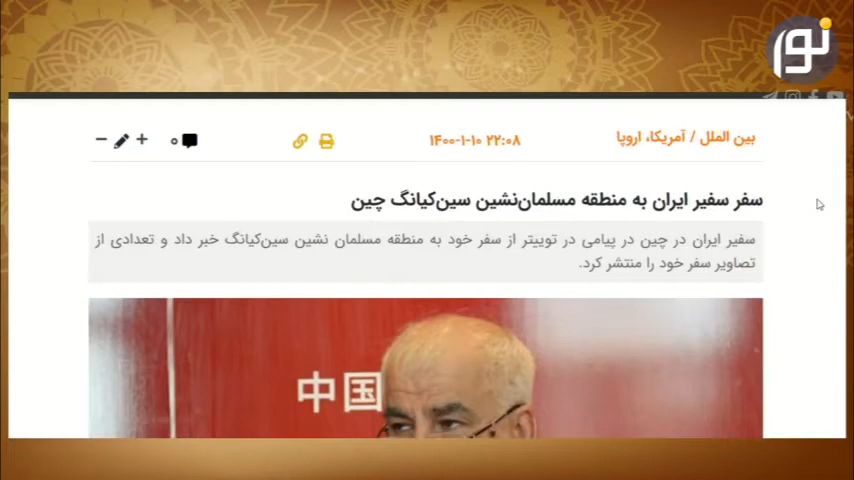 نور
بین الملل / آمریکا، اروپا
۱۴۰۰-۱-۱۰ ۲۲:۰۸
۰
سفر سفیر ایران به منطقه مسلمان‌نشین سین‌کیانگ چین
سفیر ایران در چین در پیامی در توییتر از سفر خود به منطقه مسلمان نشین سین‌کیانگ خبر داد و تعدادی از
تصاویر سفر خود را منتشر کرد.
中国